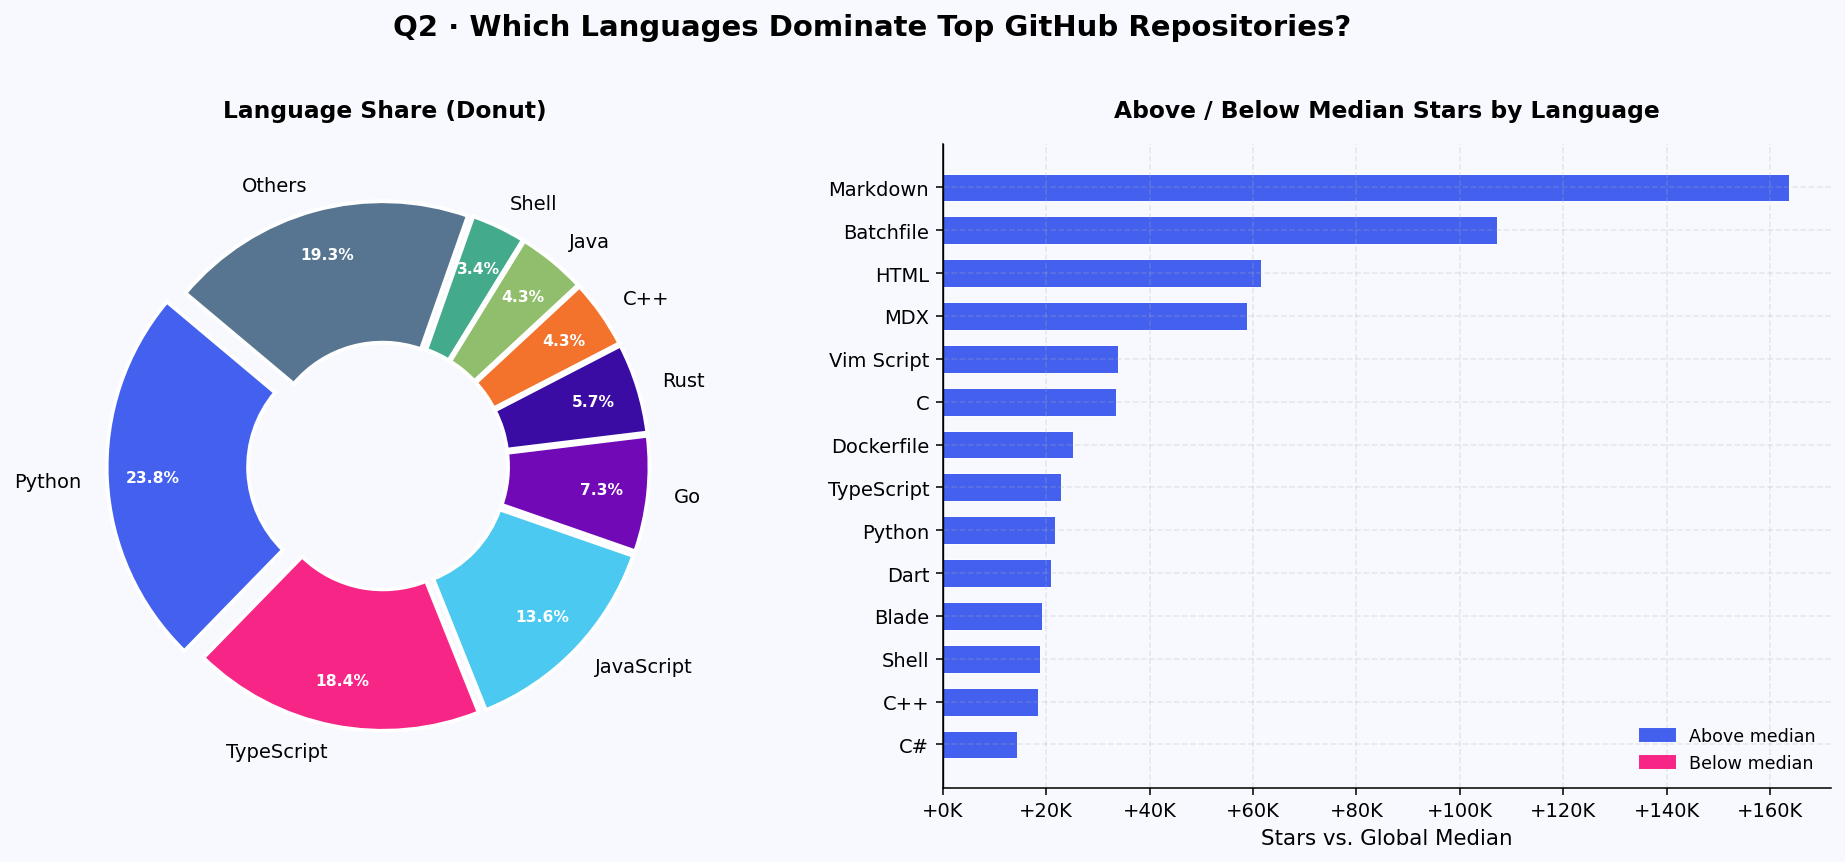 Q2 · Which Languages Dominate Top GitHub Repositories?
Language Share (Donut)
Others
19.3%
Shell
3.4%
Java
4.3%
C++
4.3%
Rust
5.7%
Go
7.3%
JavaScript
13.6%
TypeScript
18.4%
Python
23.8%
Above / Below Median Stars by Language
Markdown
Batchfile
HTML
MDX
Vim Script
C
Dockerfile
TypeScript
Python
Dart
Blade
Shell
C++
C#
Above median
Below median
+0K +20K +40K +60K +80K +100K +120K +140K +160K
Stars vs. Global Median